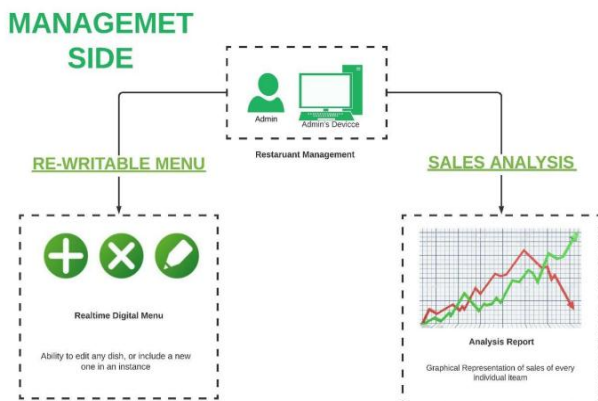 MANAGEMET
SIDE
Admin
Admin's Devicce
Restaruant Management
RE-WRITABLE MENU
SALES ANALYSIS
Realtime Digital Menu
Ability to edit any dish, or include a new
one in an instance
Analysis Report
Graphical Representation of sales of every
individual iteam